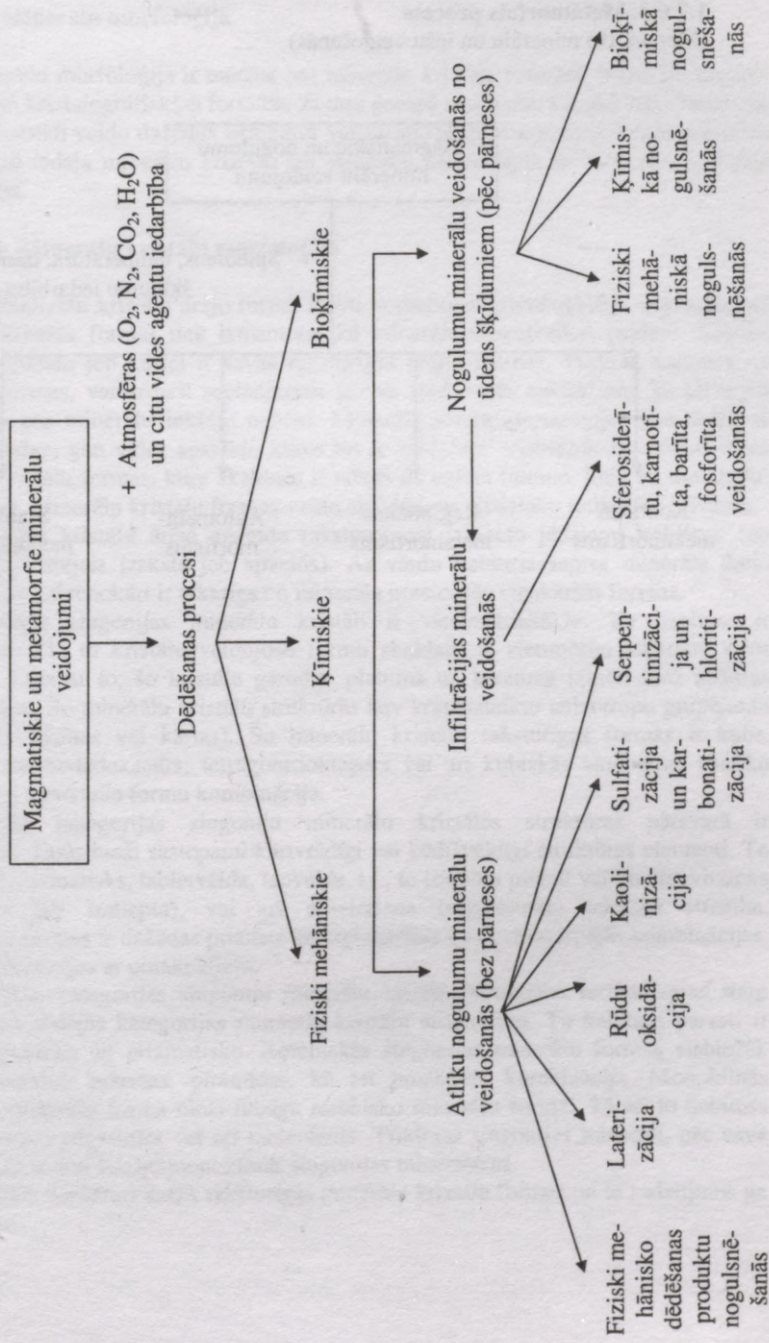 Magmatiskie un metamorfie minerālu
veidojumi
+ Atmosfēras (O₂, N₂, CO₂, H₂O)
un citu vides aģentu iedarbība
Dēdēšanas procesi
Fiziski mehāniskie
Ķīmiskie
Bioķīmiskie
Atliku nogulumu minerālu
veidošanās (bez pārneses)
Infiltrācijas minerālu
veidošanās
Nogulumu minerālu veidošanās no
ūdens šķīdumiem (pēc pārneses)
Fiziski me-
hānisko
dēdēšanas
produktu
nogulsnē-
šanās
Laterī-
zācija
Rūdu
oksidā-
cija
Kaoli-
nizā-
cija
Sulfati-
zācija
un kar-
bonati-
zācija
Serpen-
tinizāci-
ja un
hloriti-
zācija
Sferosiderī-
tu, karnotī-
ta, barīta,
fosforīta
veidošanās
Fiziski
mehā-
niskā
noguls-
nēšanās
Ķīmis-
kā no-
gulsnē-
šanās
Bioķī-
miskā
nogul-
snēša-
nās